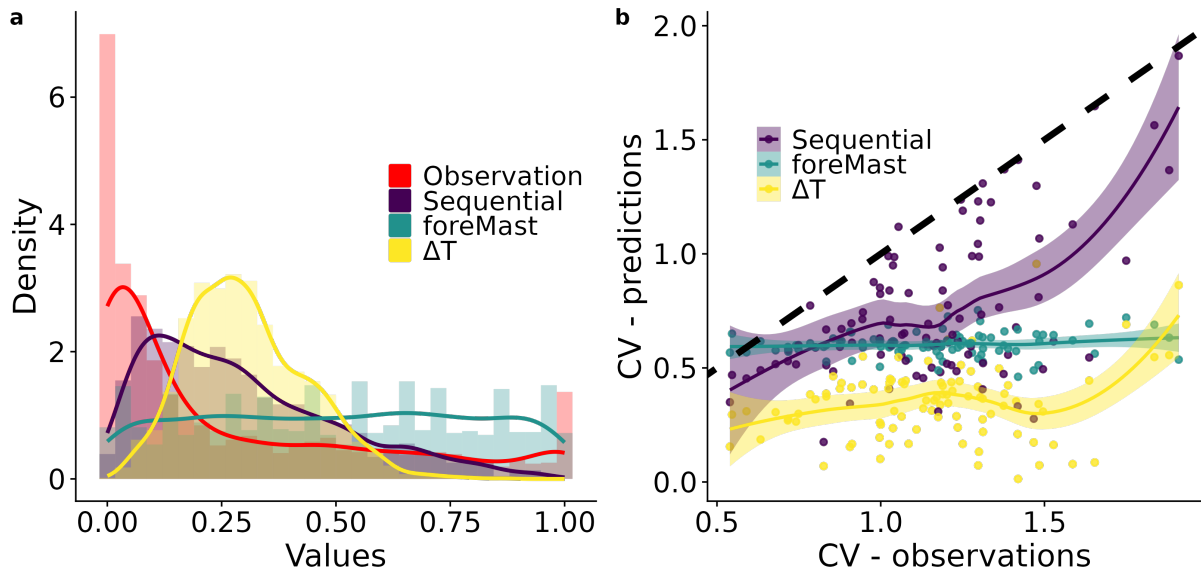 a
Density
6
4
2
0
0.00 0.25 0.50 0.75 1.00
Values
Observation
Sequential
foreMast
ΔT
b
CV - predictions
2.0
1.5
1.0
0.5
0.0
0.5 1.0 1.5
CV - observations
Sequential
foreMast
ΔT